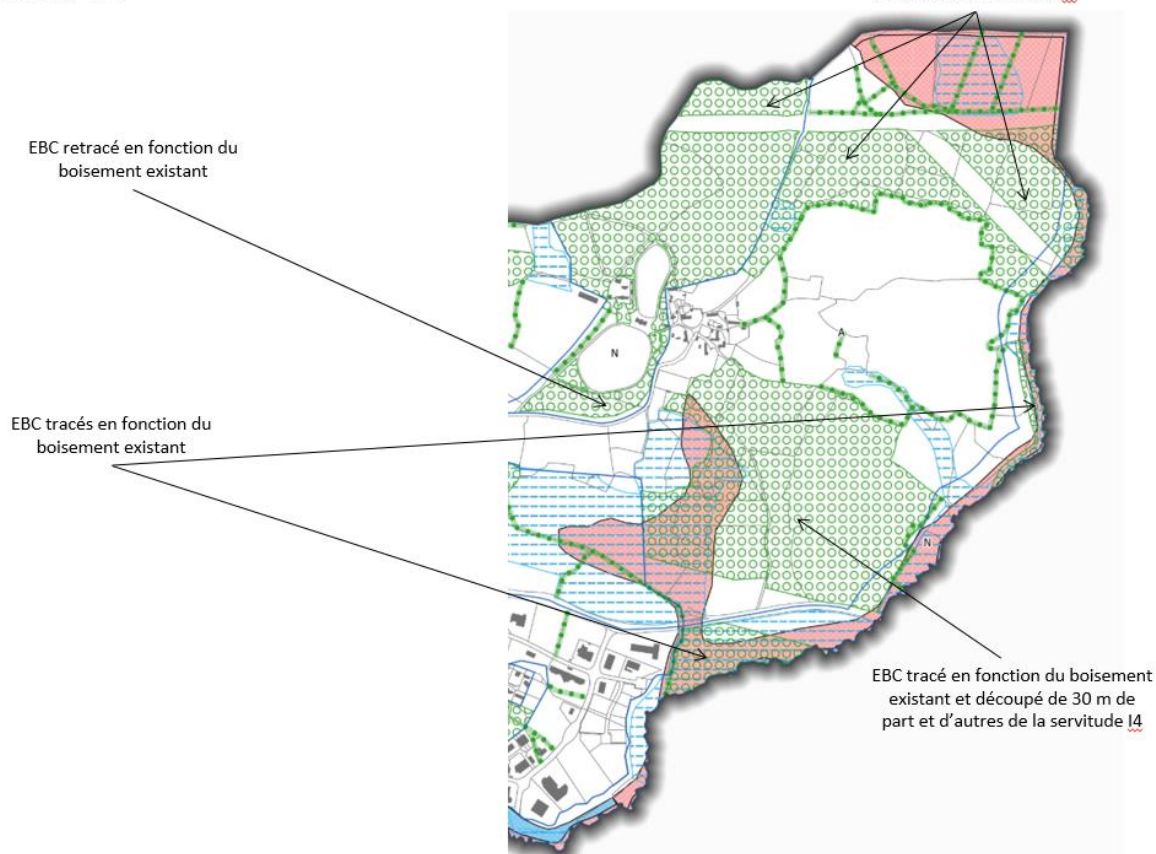 EBC retracé en fonction du
boisement existant
N
A
EBC tracés en fonction du
boisement existant
N
EBC tracé en fonction du boisement
existant et découpé de 30 m de
part et d'autres de la servitude I4